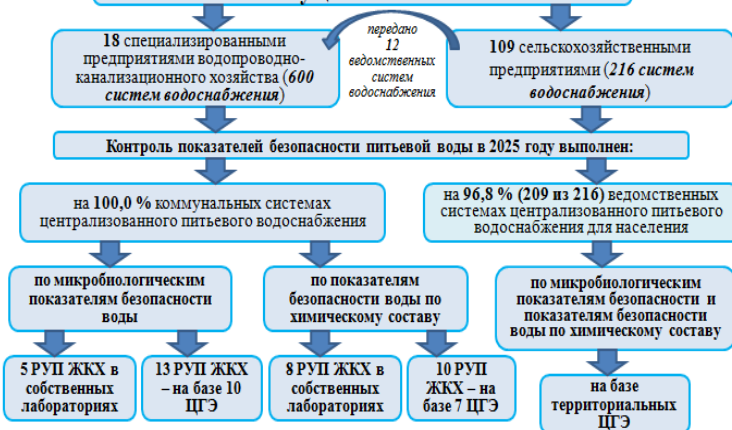 18 специализированными
предприятиями водопроводно-
канализационного хозяйства (600
систем водоснабжения)
передано
12
ведомственных
систем
водоснабжения
109 сельскохозяйственными
предприятиями (216 систем
водоснабжения)
Контроль показателей безопасности питьевой воды в 2025 году выполнен:
на 100,0 % коммунальных системах
централизованного питьевого водоснабжения
на 96,8 % (209 из 216) ведомственных
системах централизованного питьевого
водоснабжения для населения
по микробиологическим
показателям безопасности
воды
по показателям
безопасности воды по
химическому составу
по микробиологическим
показателям безопасности и
показателям безопасности
воды по химическому составу
5 РУП ЖКХ в
собственных
лабораториях
13 РУП ЖКХ
– на базе 10
ЦГЭ
8 РУП ЖКХ в
собственных
лабораториях
10 РУП
ЖКХ – на
базе 7 ЦГЭ
на базе
территориальных
ЦГЭ